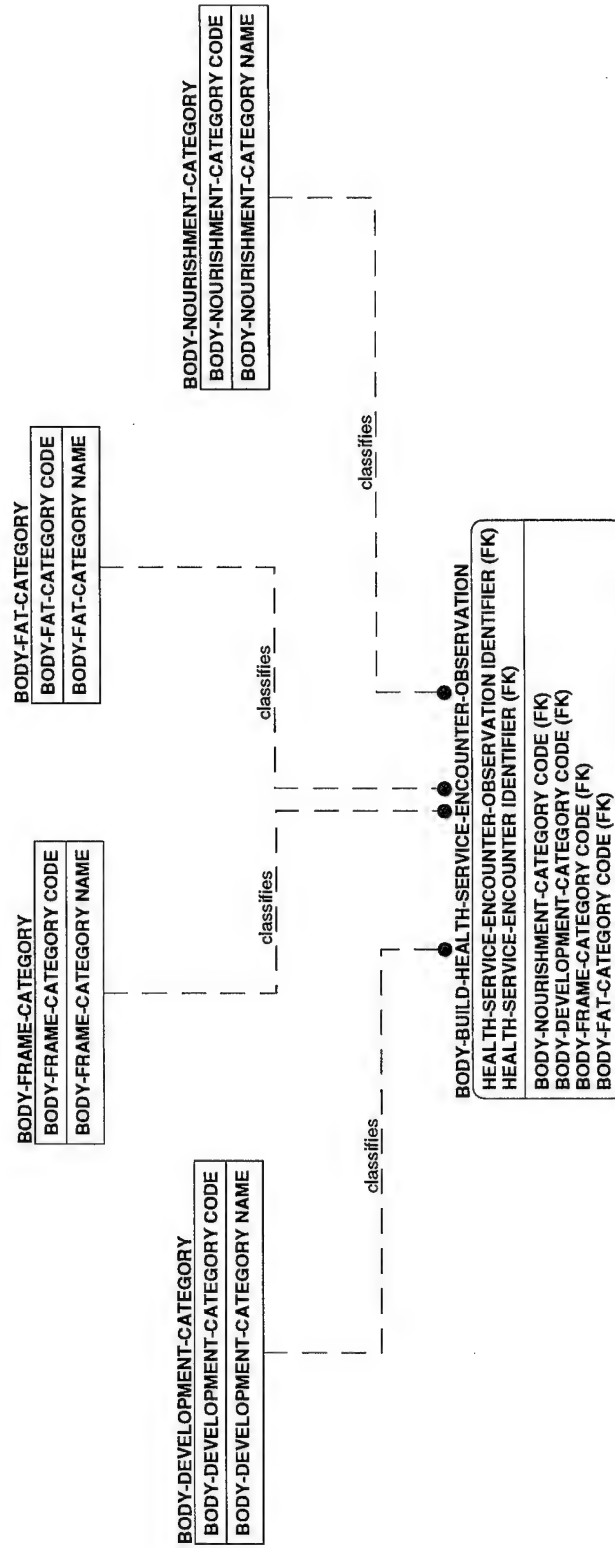 BODY-DEVELOPMENT-CATEGORY
BODY-DEVELOPMENT-CATEGORY CODE
BODY-DEVELOPMENT-CATEGORY NAME
BODY-FRAME-CATEGORY
BODY-FRAME-CATEGORY CODE
BODY-FRAME-CATEGORY NAME
BODY-FAT-CATEGORY
BODY-FAT-CATEGORY CODE
BODY-FAT-CATEGORY NAME
BODY-NOURISHMENT-CATEGORY
BODY-NOURISHMENT-CATEGORY CODE
BODY-NOURISHMENT-CATEGORY NAME
classifies
classifies
classifies
classifies
BODY-BUILD-HEALTH-SERVICE-ENCOUNTER-OBSERVATION
HEALTH-SERVICE-ENCOUNTER-OBSERVATION IDENTIFIER (FK)
HEALTH-SERVICE-ENCOUNTER IDENTIFIER (FK)
BODY-NOURISHMENT-CATEGORY CODE (FK)
BODY-DEVELOPMENT-CATEGORY CODE (FK)
BODY-FRAME-CATEGORY CODE (FK)
BODY-FAT-CATEGORY CODE (FK)